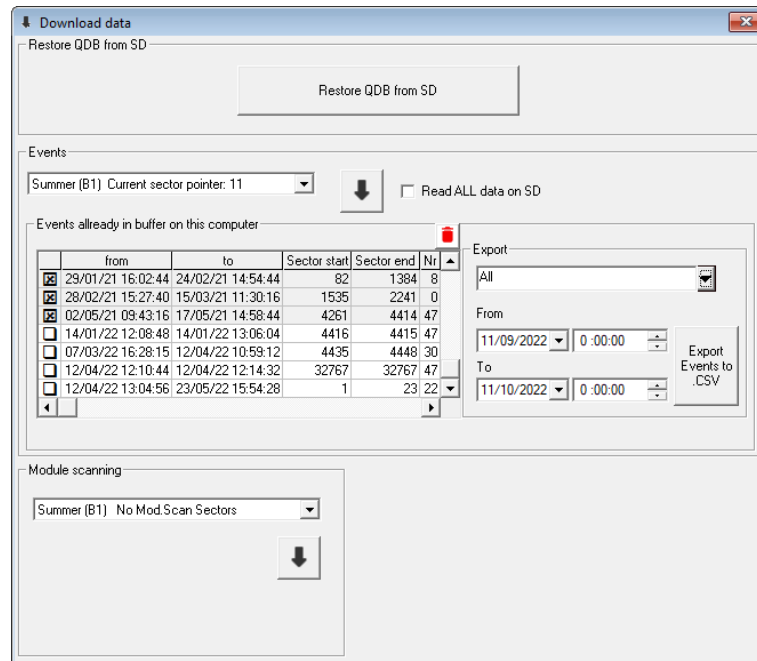 Download data
Restore QDB from SD
Restore QDB from SD
Events
Summer (B1) Current sector pointer: 11
Read ALL data on SD
Events allready in buffer on this computer
from to Sector start Sector end Nr
29/01/21 16:02:44 24/02/21 14:54:44 82 1384 8
28/02/21 15:27:40 15/03/21 11:30:16 1535 2241 0
02/05/21 09:43:16 17/05/21 14:58:44 4261 4414 47
14/01/22 12:08:48 14/01/22 13:06:04 4416 4415 47
07/03/22 16:28:15 12/04/22 10:59:12 4435 4448 30
12/04/22 12:10:44 12/04/22 12:14:32 32767 32767 47
12/04/22 13:04:56 23/05/22 15:54:28 1 23 22
Export
All
From
11/09/2022 0 :00:00
To
11/10/2022 0 :00:00
Export
Events to
.CSV
Module scanning
Summer (B1) No Mod.Scan Sectors